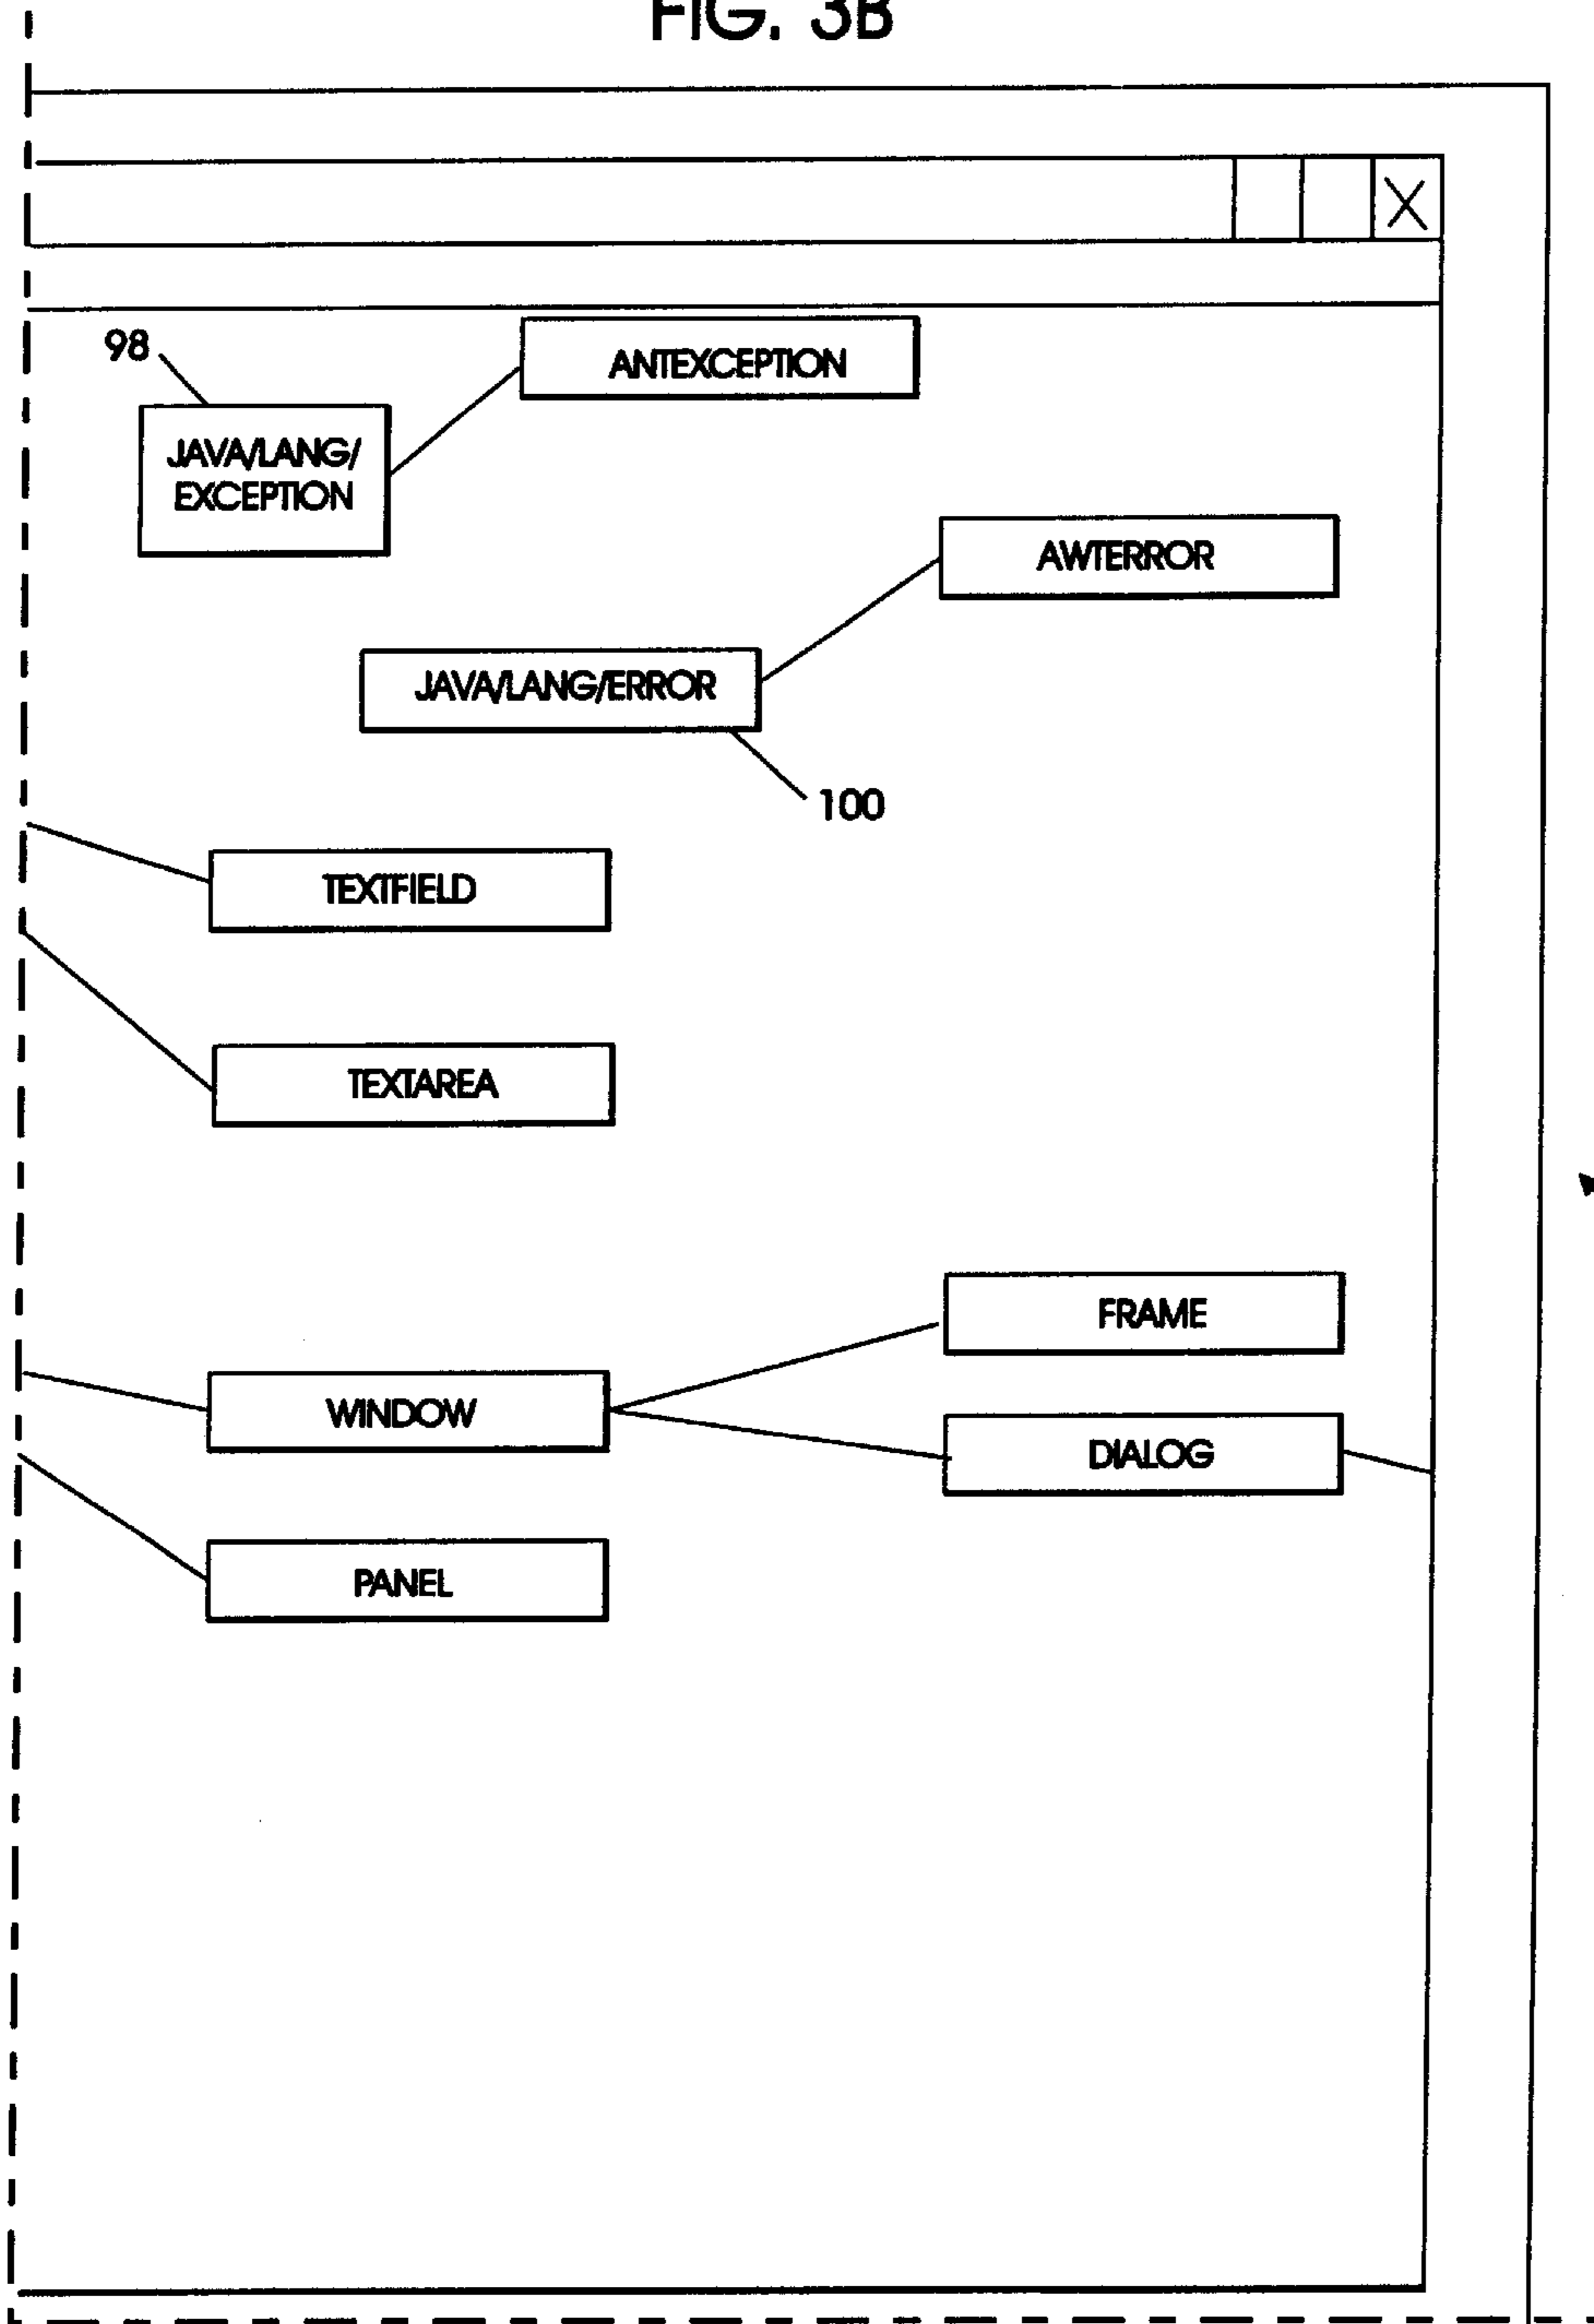 FIG. 3B
X
98
ANTEXCEPTION
JAVA/LANG/
EXCEPTION
AWTERROR
JAVA/LANG/ERROR
100
TEXTFIELD
TEXTAREA
FRAME
WINDOW
DIALOG
PANEL